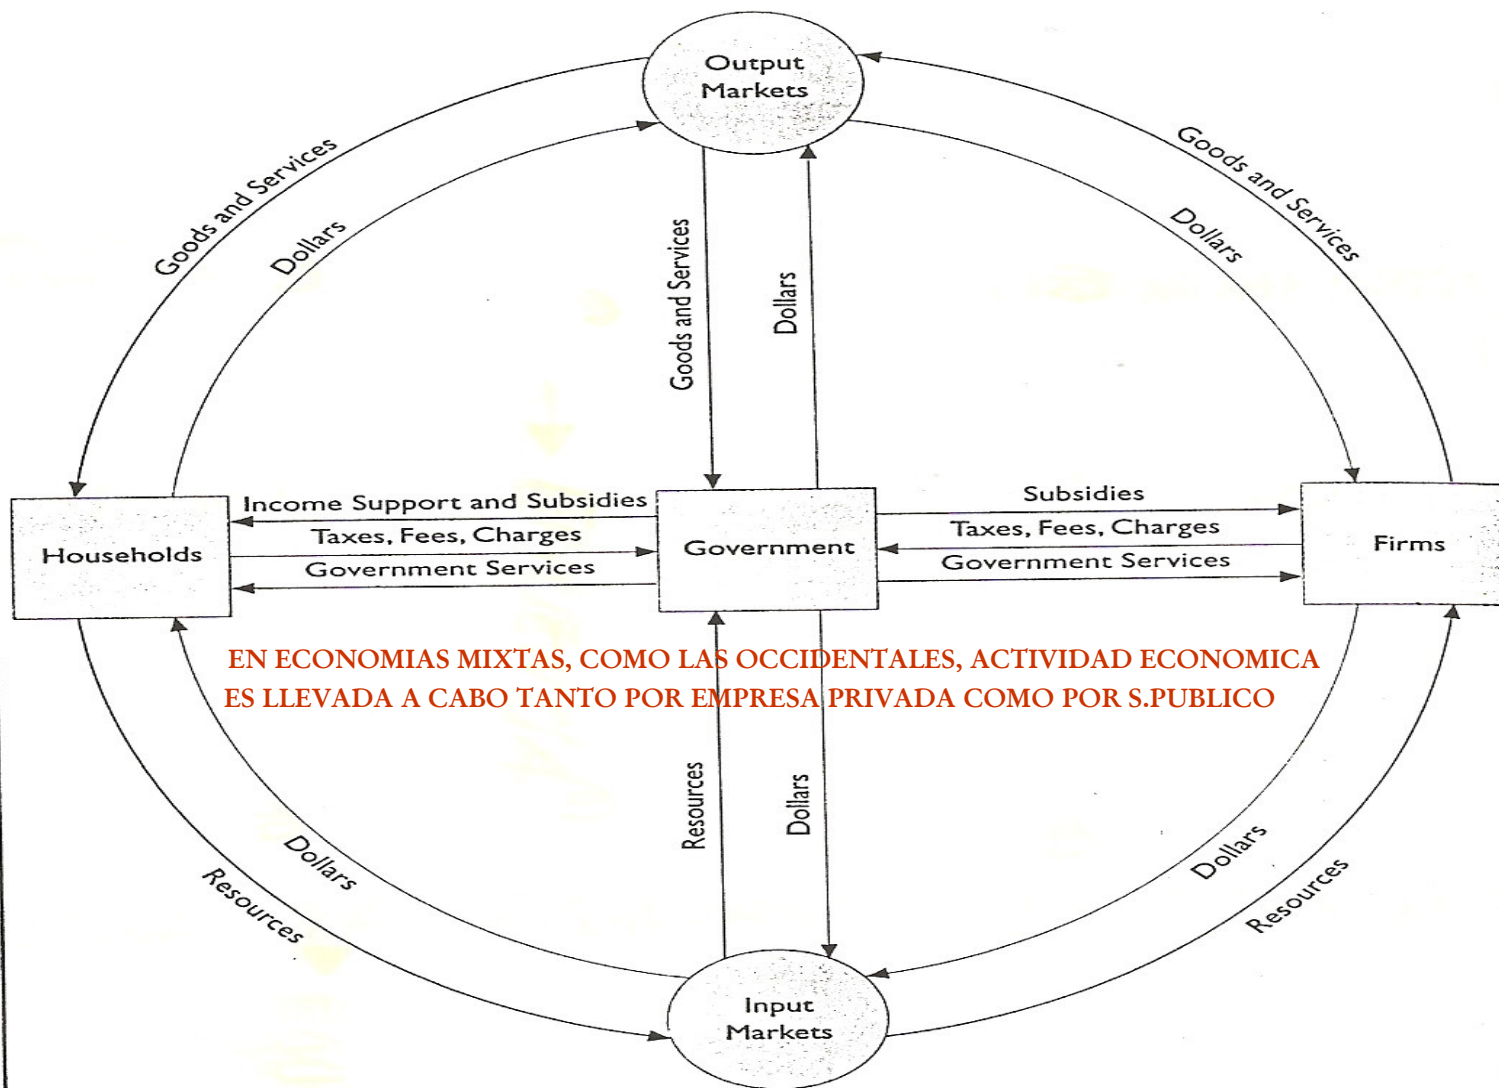 Output
Markets
Goods and Services
Dollars
Goods and Services
Dollars
Goods and Services
Dollars
Households
Income Support and Subsidies
Taxes, Fees, Charges
Government Services
Government
Subsidies
Taxes, Fees, Charges
Government Services
Firms
EN ECONOMIAS MIXTAS, COMO LAS OCCIDENTALES, ACTIVIDAD ECONOMICA
ES LLEVADA A CABO TANTO POR EMPRESA PRIVADA COMO POR S.PUBLICO
Resources
Dollars
Dollars
Resources
Dollars
Resources
Input
Markets